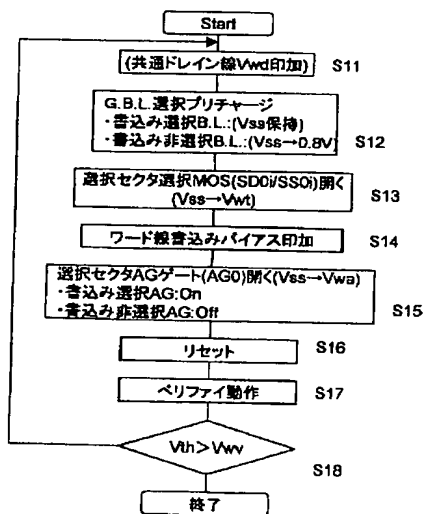 Start
(共通ドレイン線Vwd印加)
S11
G.B.L.選択プリチャージ
・書込み選択B.L.:(Vss保持)
・書込み非選択B.L.:(Vss→0.8V)
S12
選択セクタ選択MOS(SD0i/SS0i)開く
(Vss→Vwt)
S13
ワード線書込みバイアス印加
S14
選択セクタAGゲート(AG0)開く(Vss→Vwa)
・書込み選択AG:On
・書込み非選択AG:Off
S15
リセット
S16
ベリファイ動作
S17
Vth>Vwv
S18
終了